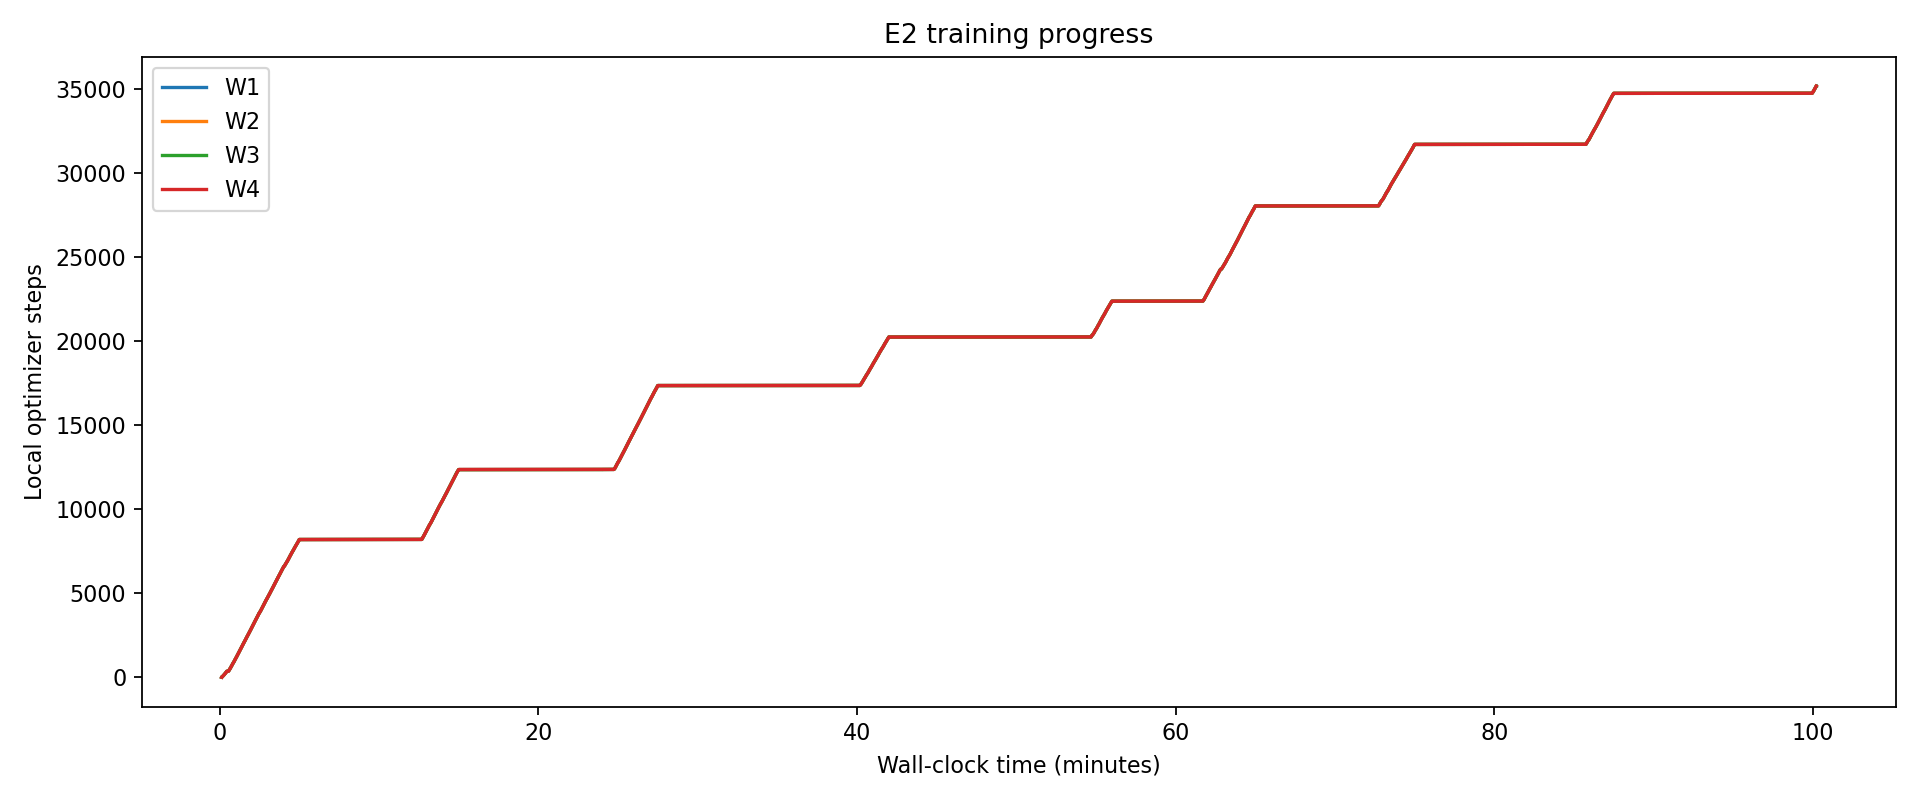 E2 training progress
W1
W2
W3
W4
35000
30000
25000
20000
15000
10000
5000
0
Local optimizer steps
0 20 40 60 80 100
Wall-clock time (minutes)